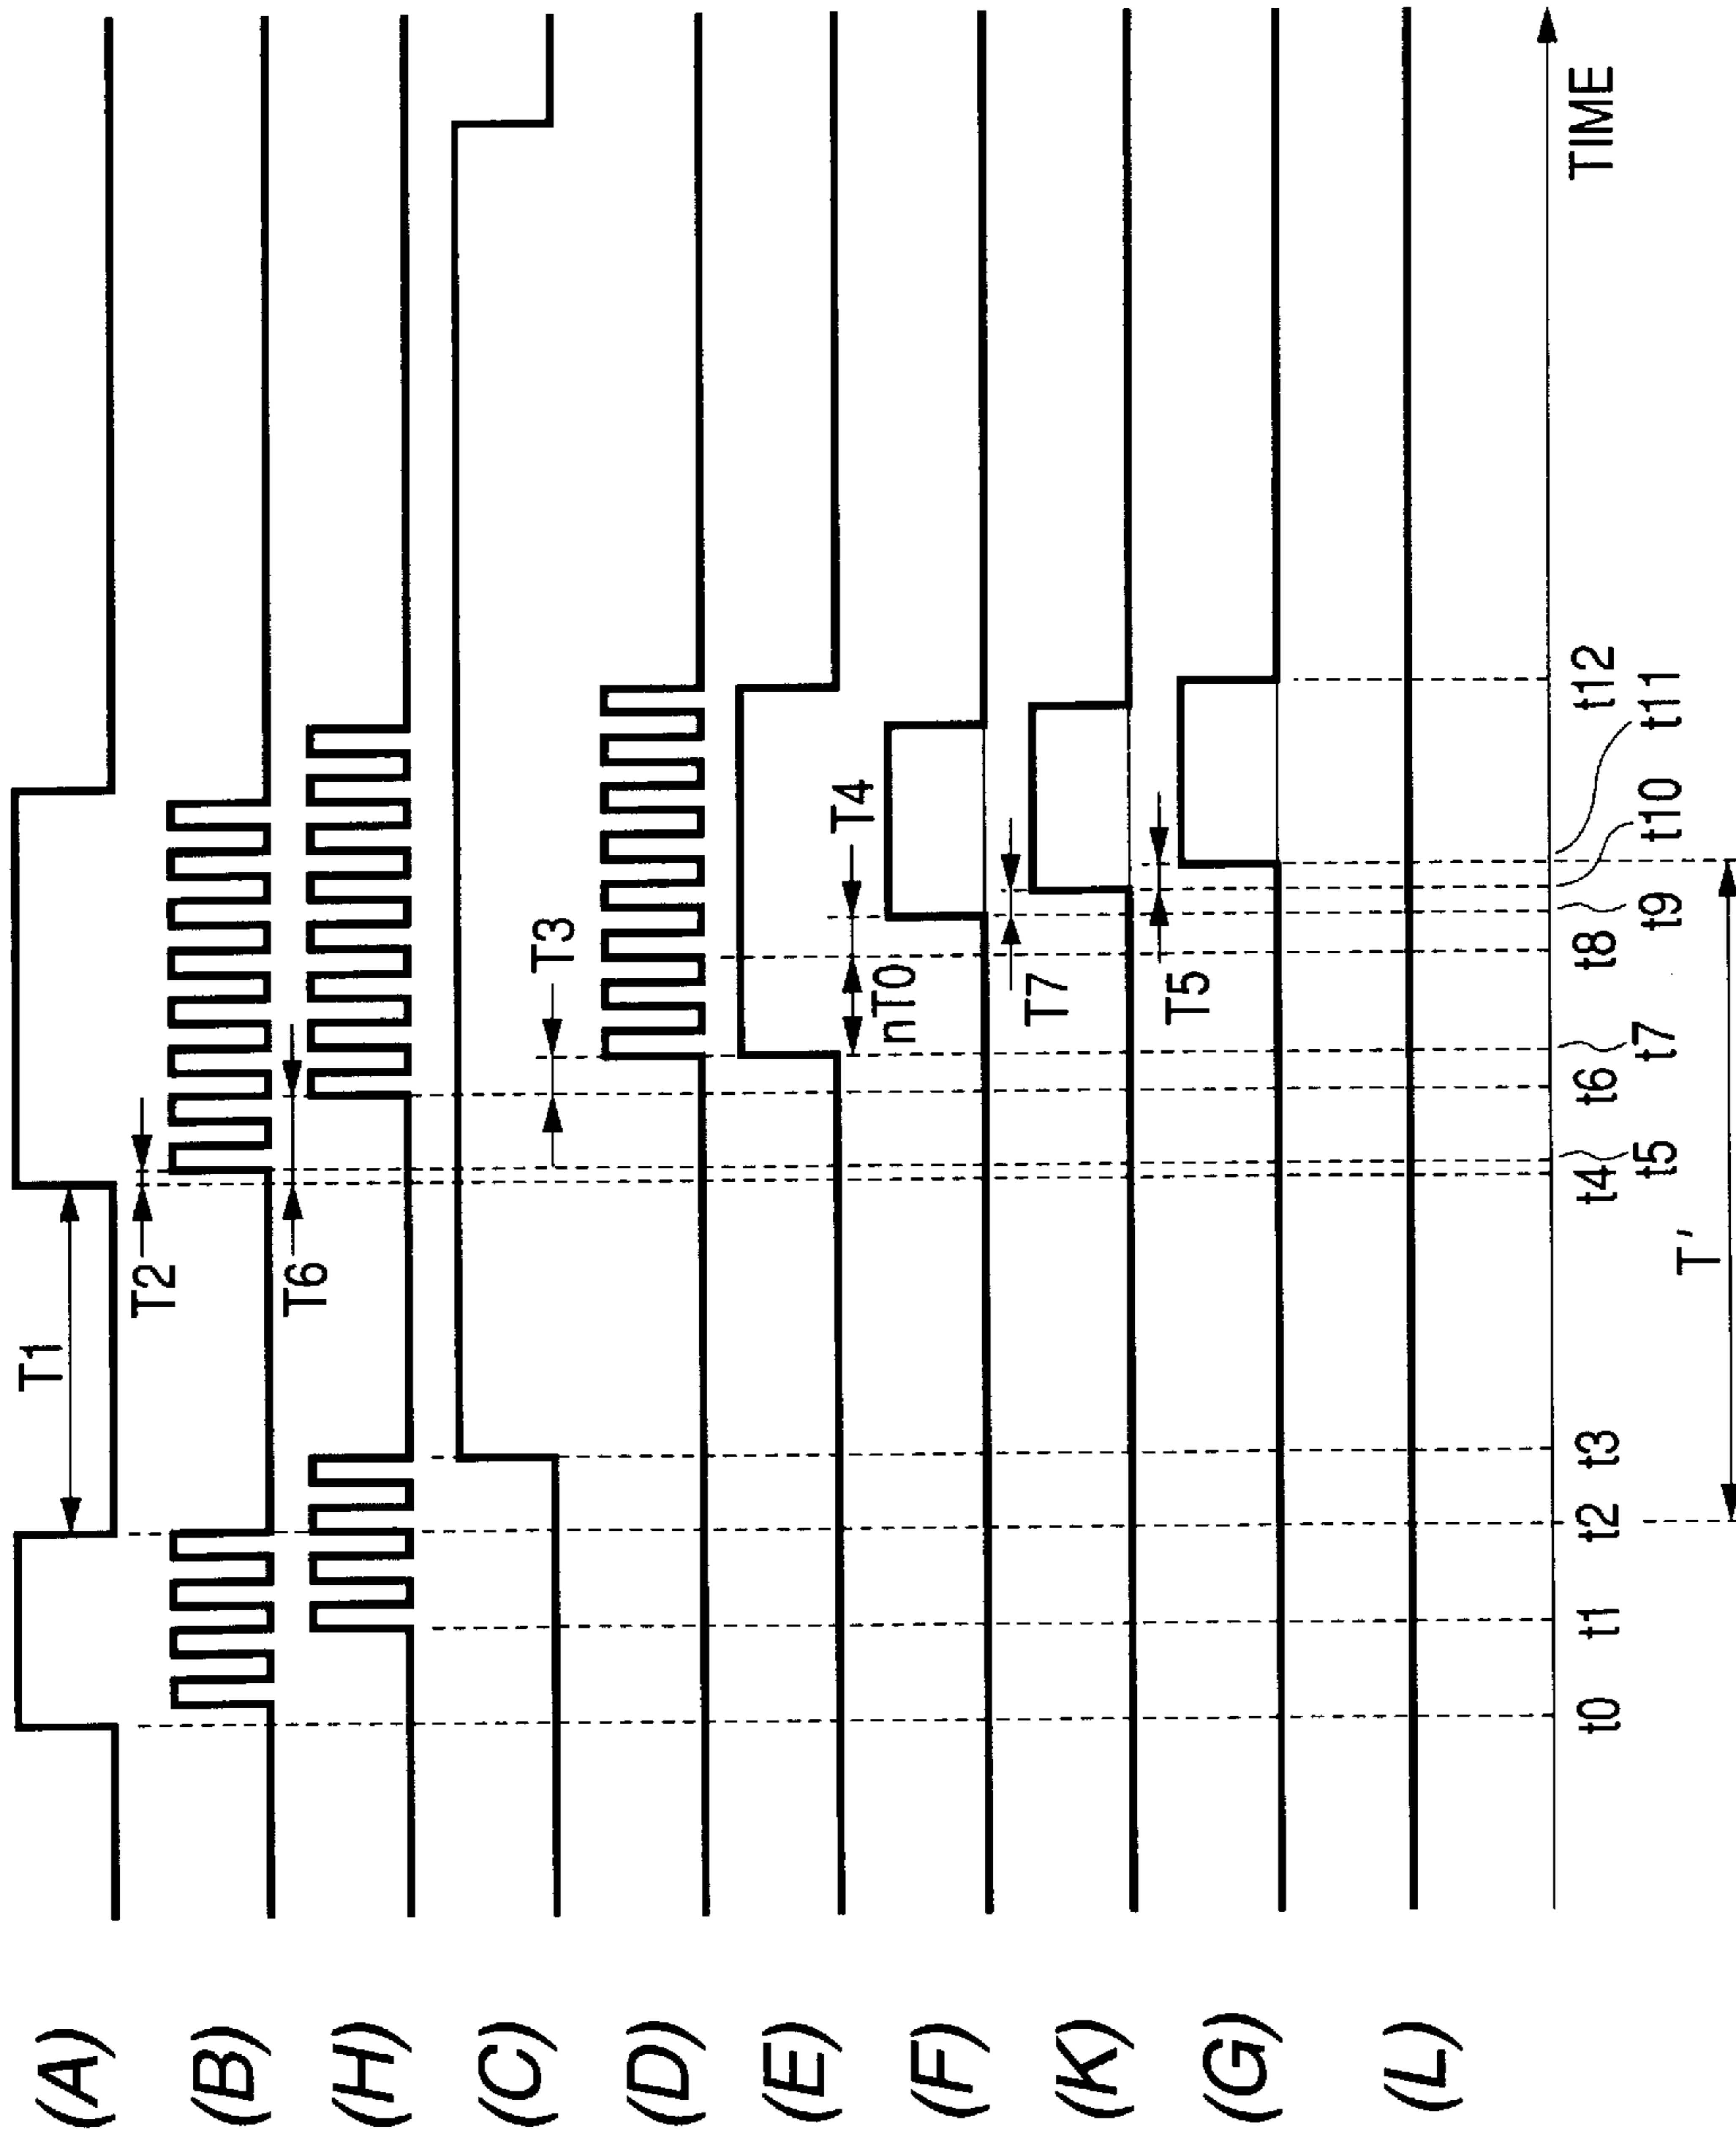 (A)
T1
T2
(B)
T6
(H)
(C)
T3
(D)
(E)
nT0
T4
(F)
T7
(K)
T5
(G)
(L)
TIME
t0 t1 t2 t3 t4 t6 t8 t12
t5 t7 t9 t10 t11
T'